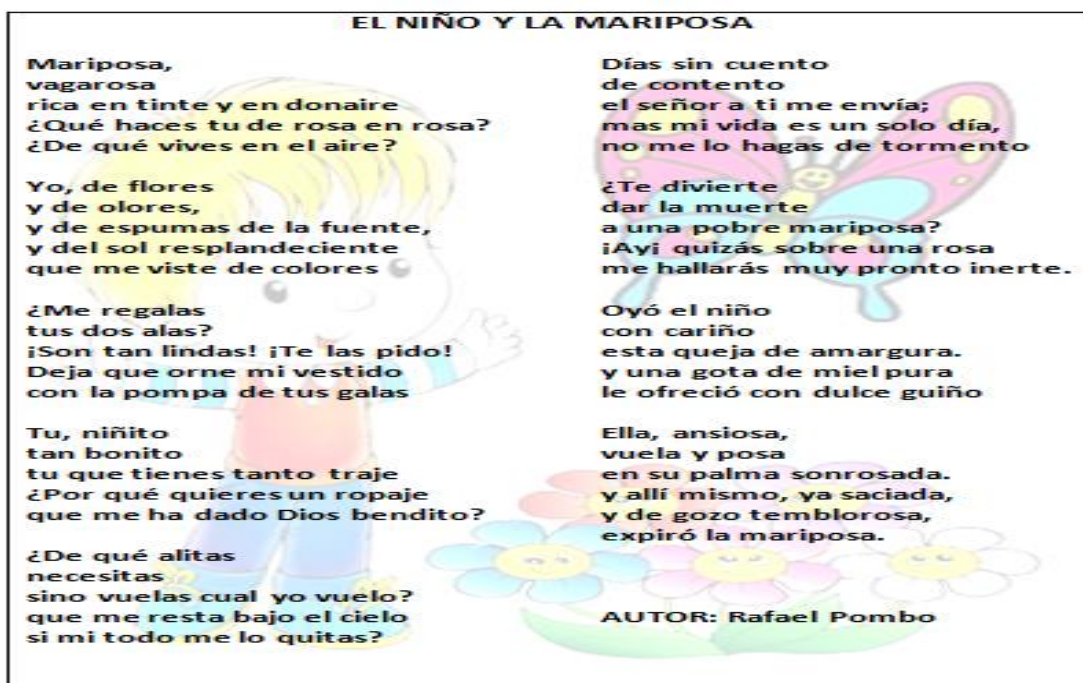 EL NIÑO Y LA MARIPOSA
Mariposa,
vagarosa
rica en tinte y en donaire
¿Qué haces tu de rosa en rosa?
¿De qué vives en el aire?
Yo, de flores
y de olores,
y de espumas de la fuente,
y del sol resplandeciente
que me viste de colores
¿Me regalas
tus dos alas?
¡Son tan lindas! ¡Te las pido!
Deja que orne mi vestido
con la pompa de tus galas
Tu, niñito
tan bonito
tu que tienes tanto traje
¿Por qué quieres un ropaje
que me ha dado Dios bendito?
¿De qué alitas
necesitas
sino vuelas cual yo vuelo?
que me resta bajo el cielo
si mi todo me lo quitas?
Días sin cuento
de contento
el señor a ti me envía;
mas mi vida es un solo día,
no me lo hagas de tormento
¿Te divierte
dar la muerte
a una pobre mariposa?
¡Ay¡ quizás sobre una rosa
me hallarás muy pronto inerte.
Oyó el niño
con cariño
esta queja de amargura.
y una gota de miel pura
le ofreció con dulce guiño
Ella, ansiosa,
vuela y posa
en su palma sonrosada.
y allí mismo, ya saciada,
y de gozo temblorosa,
expiró la mariposa.
AUTOR: Rafael Pombo